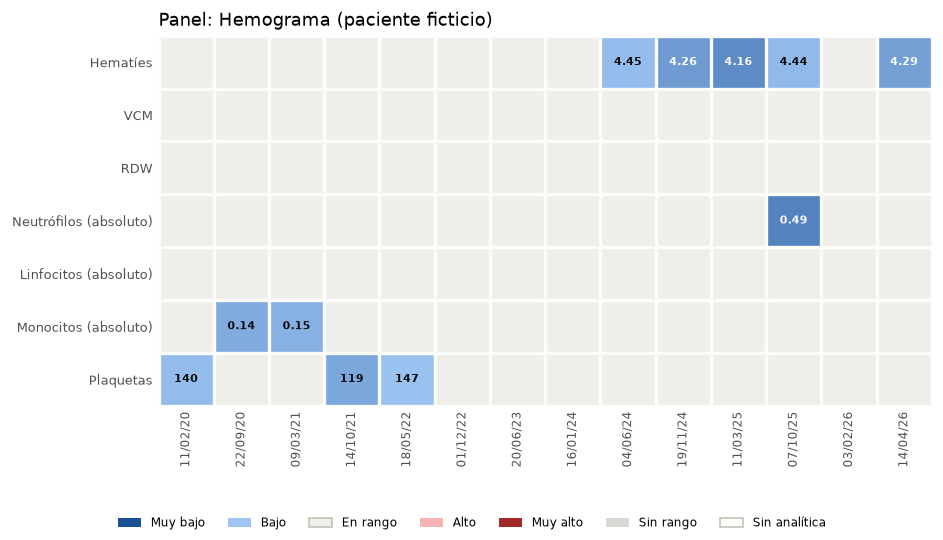 Panel: Hemograma (paciente ficticio)
Hematíes 4.45 4.26 4.16 4.44 4.29
VCM
RDW
Neutrófilos (absoluto) 0.49
Linfocitos (absoluto)
Monocitos (absoluto) 0.14 0.15
Plaquetas 140 119 147
11/02/20 22/09/20 09/03/21 14/10/21 18/05/22 01/12/22 20/06/23 16/01/24 04/06/24 19/11/24 11/03/25 07/10/25 03/02/26 14/04/26
Muy bajo Bajo En rango Alto Muy alto Sin rango Sin analítica